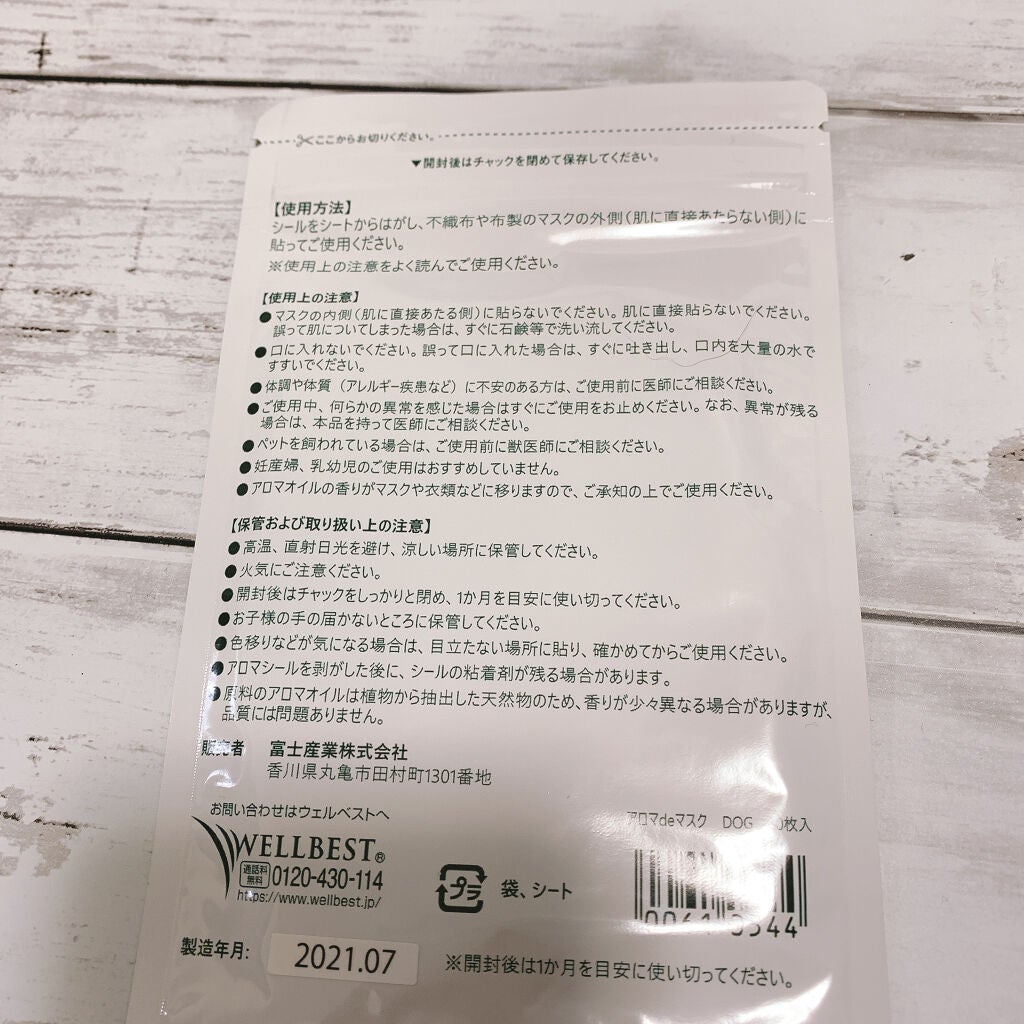 ここからお切りください。
▼開封後はチャックを閉めて保存してください。
【使用方法】
シールをシートからはがし、不織布や布製のマスクの外側（肌に直接あたらない側）に
貼ってご使用ください。
※使用上の注意をよく読んでご使用ください。
【使用上の注意】
●マスクの内側（肌に直接あたる側）に貼らないでください。肌に直接貼らないでください。
誤って肌についてしまった場合は、すぐに石鹸等で洗い流してください。
●口に入れないでください。誤って口に入れた場合は、すぐに吐き出し、口内を大量の水で
すすいでください。
●体調や体質（アレルギー疾患など）に不安のある方は、ご使用前に医師にご相談ください。
●ご使用中、何らかの異常を感じた場合はすぐにご使用をお止めください。なお、異常が残る
場合は、本品を持って医師にご相談ください。
●ペットを飼われている場合は、ご使用前に獣医師にご相談ください。
●妊産婦、乳幼児のご使用はおすすめしていません。
●アロマオイルの香りがマスクや衣類などに移りますので、ご承知の上でご使用ください。
【保管および取り扱い上の注意】
●高温、直射日光を避け、涼しい場所に保管してください。
●火気にご注意ください。
●開封後はチャックをしっかりと閉め、1か月を目安に使い切ってください。
●お子様の手の届かないところに保管してください。
●色移りなどが気になる場合は、目立たない場所に貼り、確かめてからご使用ください。
●アロマシールを剥がした後に、シールの粘着剤が残る場合があります。
●原料のアロマオイルは植物から抽出した天然物のため、香りが少々異なる場合がありますが、
品質には問題ありません。
販売者 富士産業株式会社
香川県丸亀市田村町1301番地
お問い合わせはウェルベストへ
WELLBEST®
通話料無料 0120-430-114
https://www.wellbest.jp/
プラ 袋、シート
アロマdeマスク DOG 枚入
製造年月: 2021.07
※開封後は1か月を目安に使い切ってください。